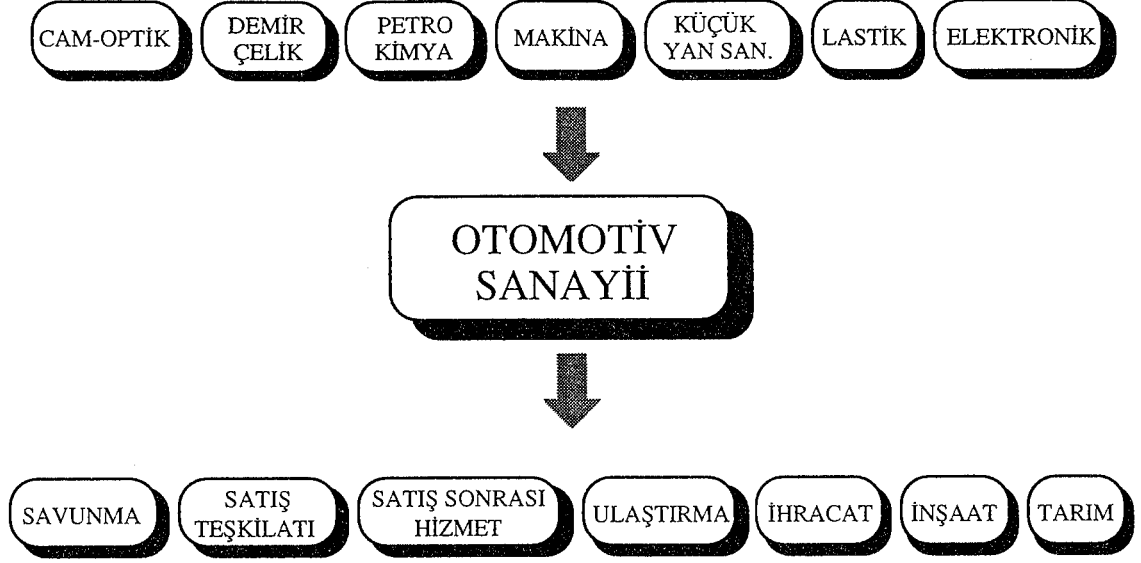 CAM-OPTİK
DEMİR
ÇELİK
PETRO
KİMYA
MAKİNA
KÜÇÜK
YAN SAN.
LASTİK
ELEKTRONİK
OTOMOTİV
SANAYİİ
SAVUNMA
SATIŞ
TEŞKİLATI
SATIŞ SONRASI
HİZMET
ULAŞTIRMA
İHRACAT
İNŞAAT
TARIM